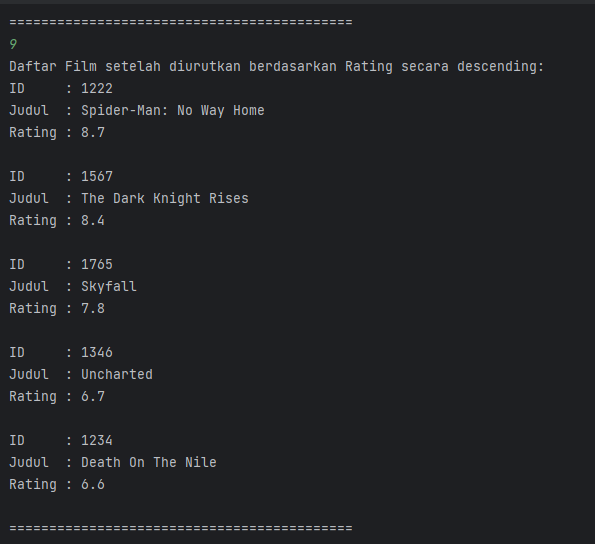 ===========================================
9
Daftar Film setelah diurutkan berdasarkan Rating secara descending:
ID     : 1222
Judul  : Spider-Man: No Way Home
Rating : 8.7

ID     : 1567
Judul  : The Dark Knight Rises
Rating : 8.4

ID     : 1765
Judul  : Skyfall
Rating : 7.8

ID     : 1346
Judul  : Uncharted
Rating : 6.7

ID     : 1234
Judul  : Death On The Nile
Rating : 6.6

===========================================